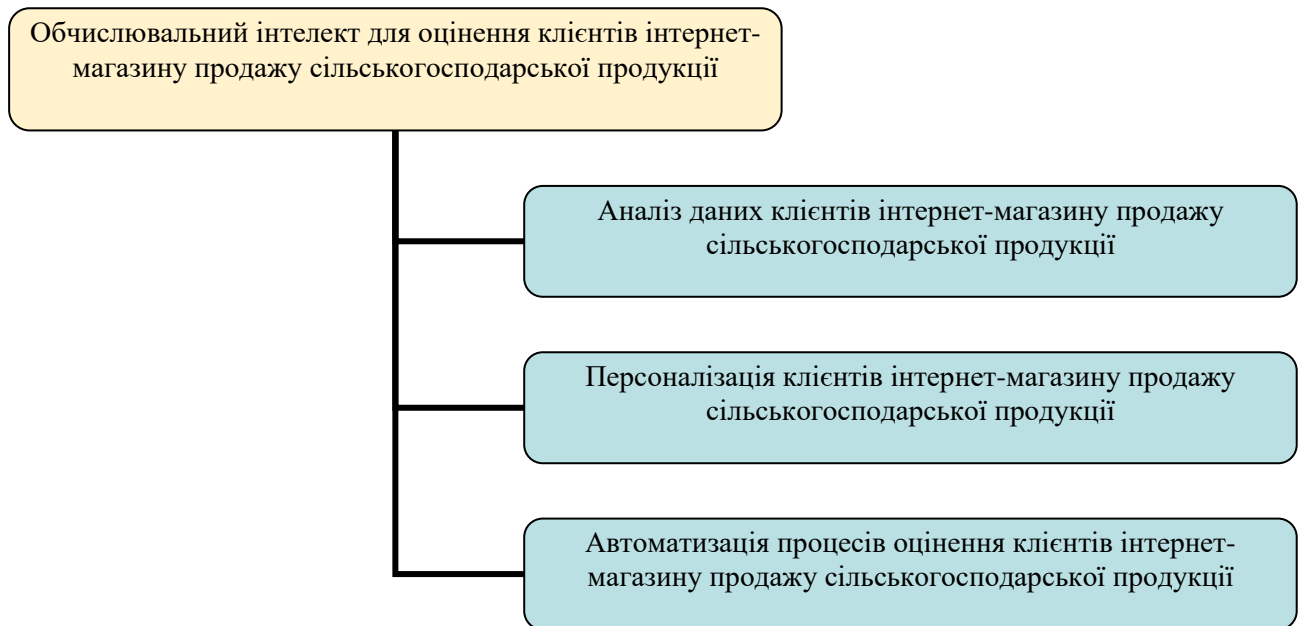 Обчислювальний інтелект для оцінення клієнтів інтернет-
магазину продажу сільськогосподарської продукції
Аналіз даних клієнтів інтернет-магазину продажу
сільськогосподарської продукції
Персоналізація клієнтів інтернет-магазину продажу
сільськогосподарської продукції
Автоматизація процесів оцінення клієнтів інтернет-
магазину продажу сільськогосподарської продукції